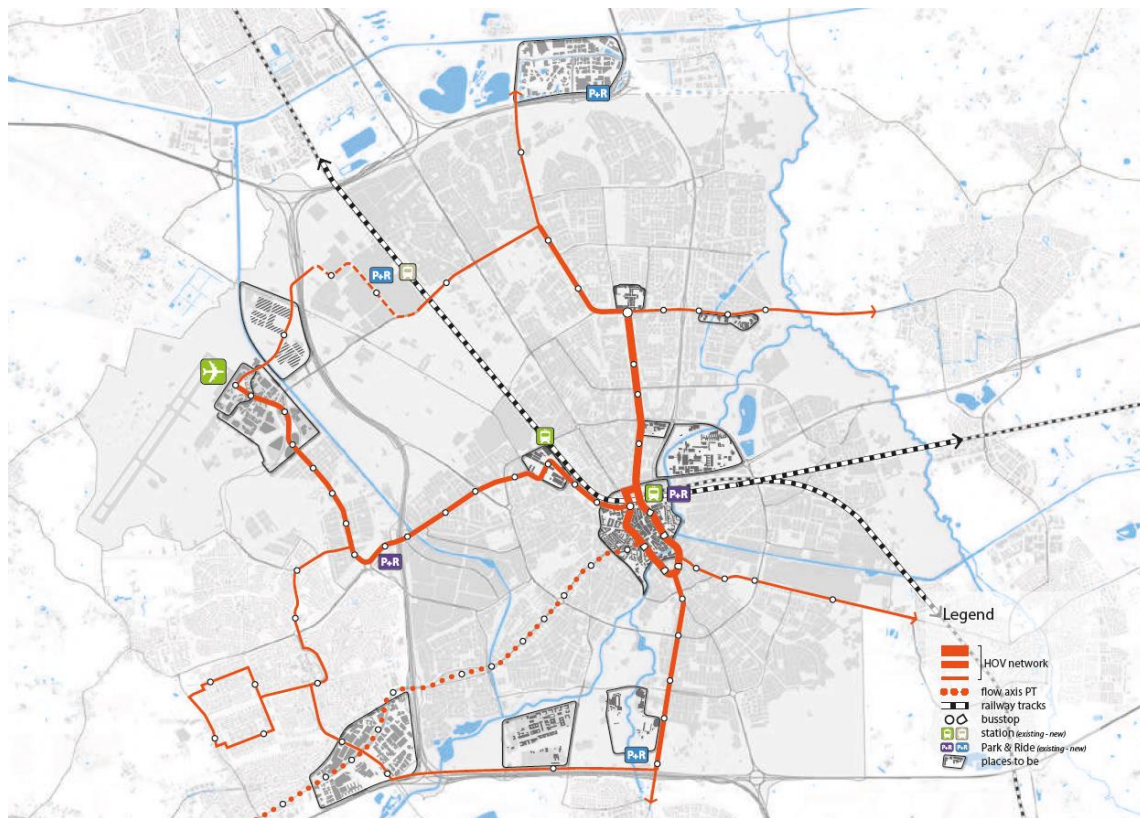 P+R
P+R
P+R
P+R
P+R
Legend
HOV network
flow axis PT
railway tracks
busstop
station (existing - new)
P+R P+R Park & Ride (existing - new)
places to be